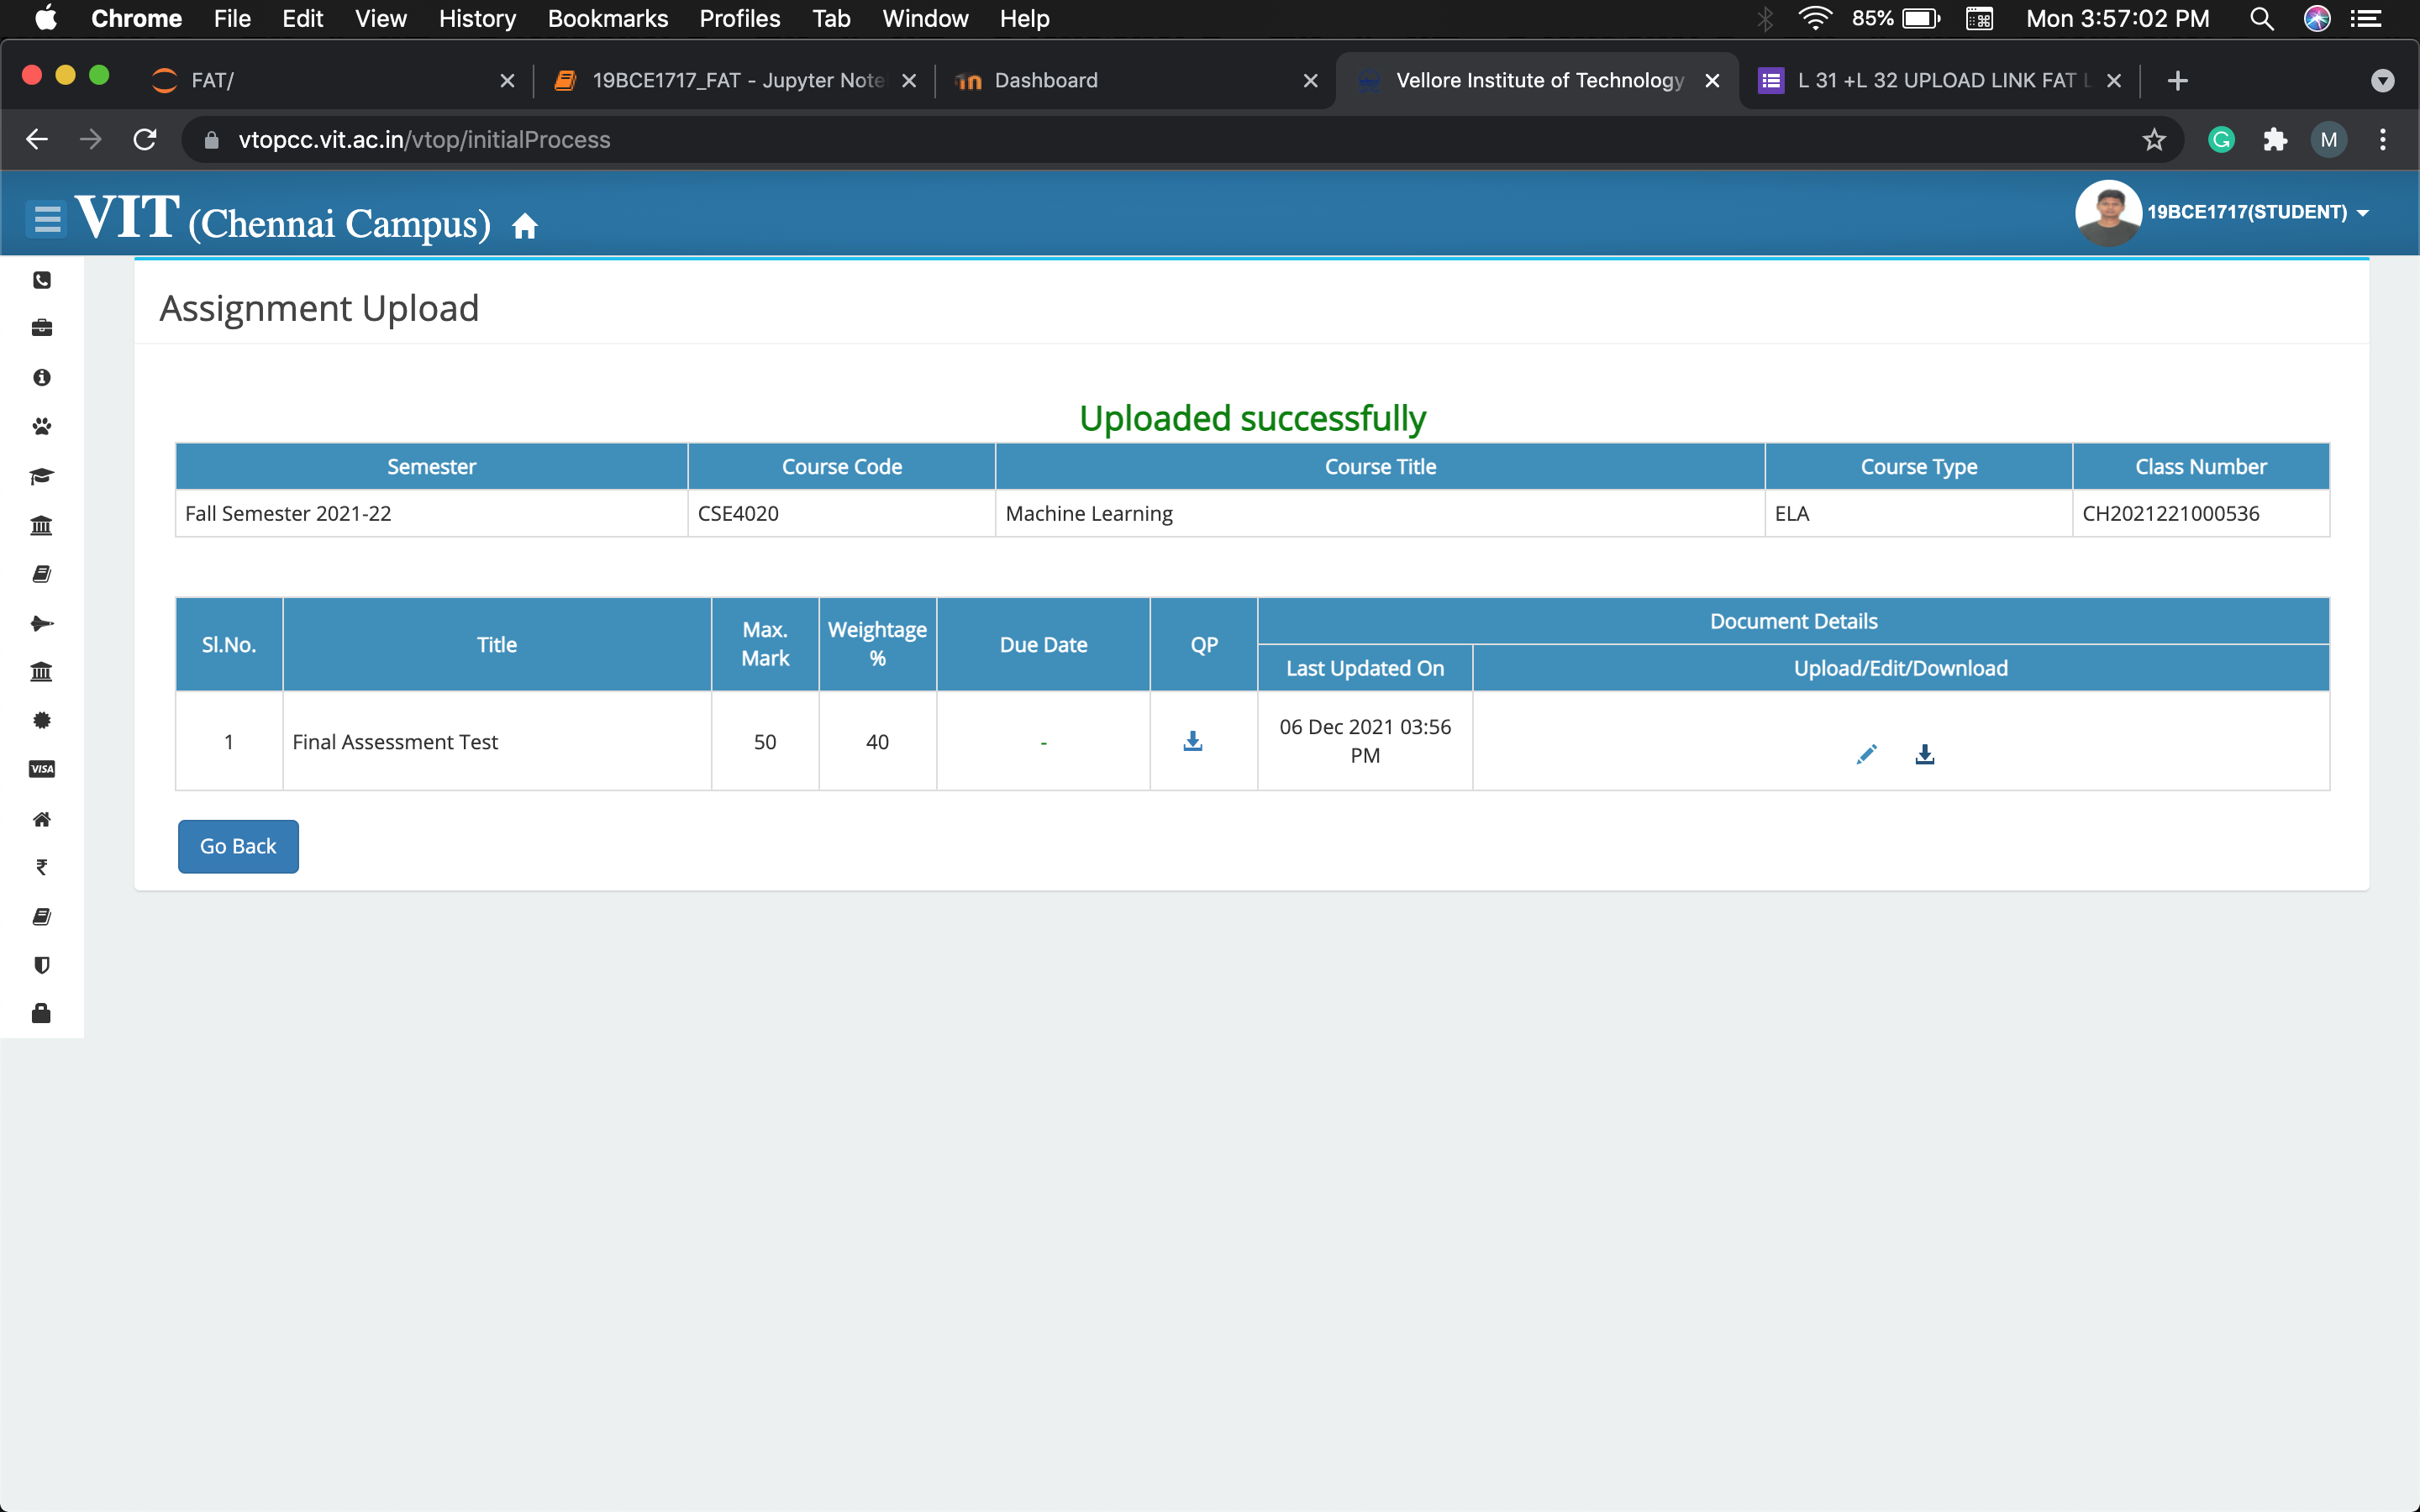 Chrome File Edit View History Bookmarks Profiles Tab Window Help 85% Mon 3:57:02 PM
FAT/ 19BCE1717_FAT - Jupyter Note Dashboard Vellore Institute of Technology L 31 +L 32 UPLOAD LINK FAT L
vtopcc.vit.ac.in/vtop/initialProcess G M
VIT (Chennai Campus) 19BCE1717(STUDENT)
Assignment Upload
Uploaded successfully
Semester Course Code Course Title Course Type Class Number
Fall Semester 2021-22 CSE4020 Machine Learning ELA CH2021221000536
Sl.No. Title Max. Mark Weightage % Due Date QP Document Details
Last Updated On Upload/Edit/Download
1 Final Assessment Test 50 40 - 06 Dec 2021 03:56 PM
VISA
Go Back
₹